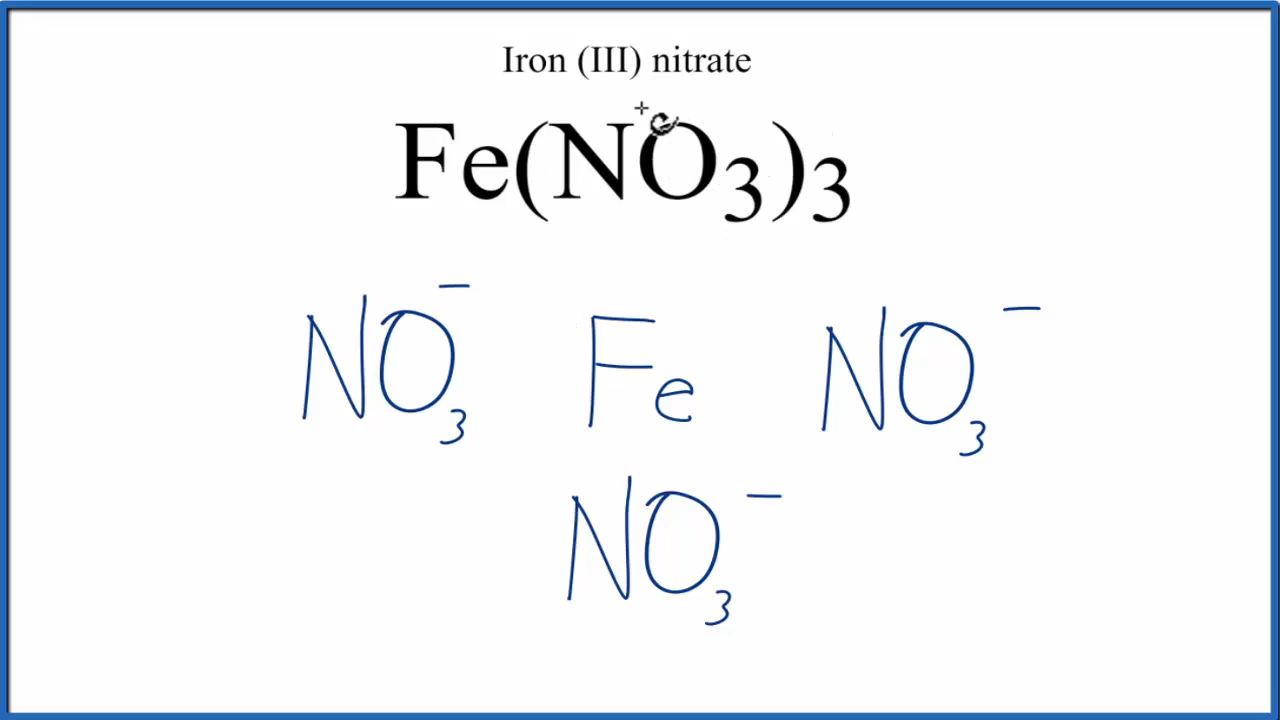 Iron (III) nitrate
Fe(NO₃)₃
NO₃⁻ Fe NO₃⁻
NO₃⁻